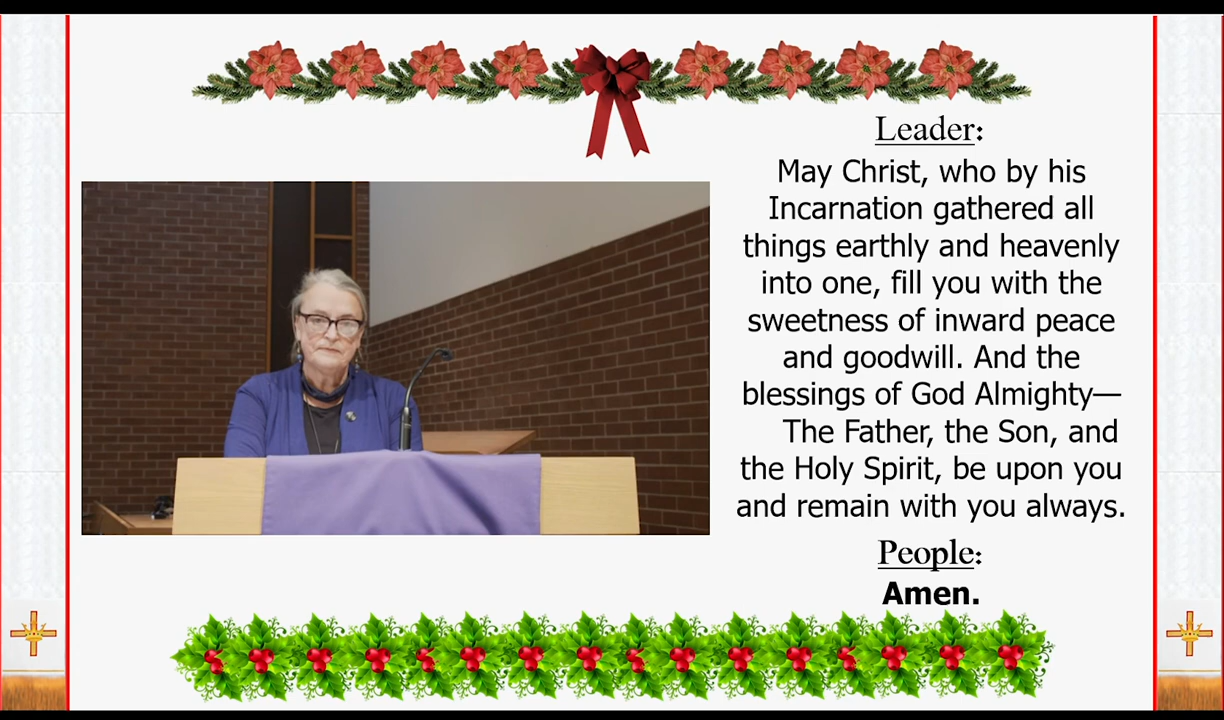 Leader:
May Christ, who by his
Incarnation gathered all
things earthly and heavenly
into one, fill you with the
sweetness of inward peace
and goodwill. And the
blessings of God Almighty—
The Father, the Son, and
the Holy Spirit, be upon you
and remain with you always.
People:
Amen.